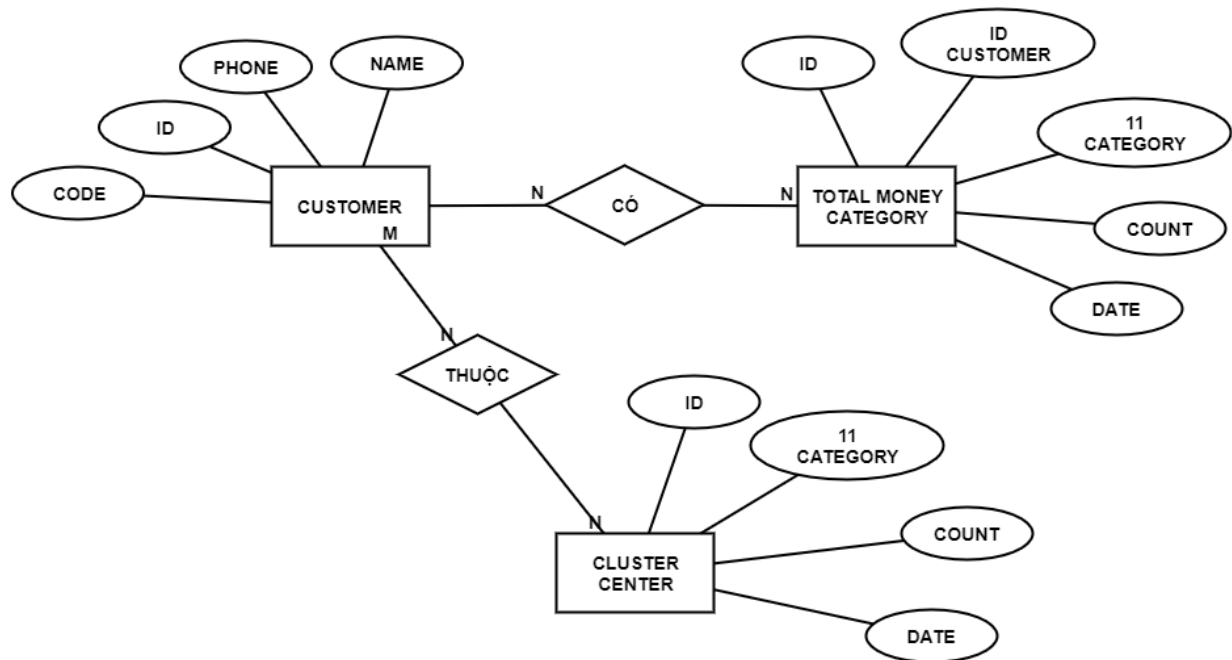 PHONE
NAME
ID
CODE
CUSTOMER
M
N
CÓ
N
ID
ID
CUSTOMER
11
CATEGORY
TOTAL MONEY
CATEGORY
COUNT
DATE
N
THUỘC
N
ID
11
CATEGORY
CLUSTER
CENTER
COUNT
DATE